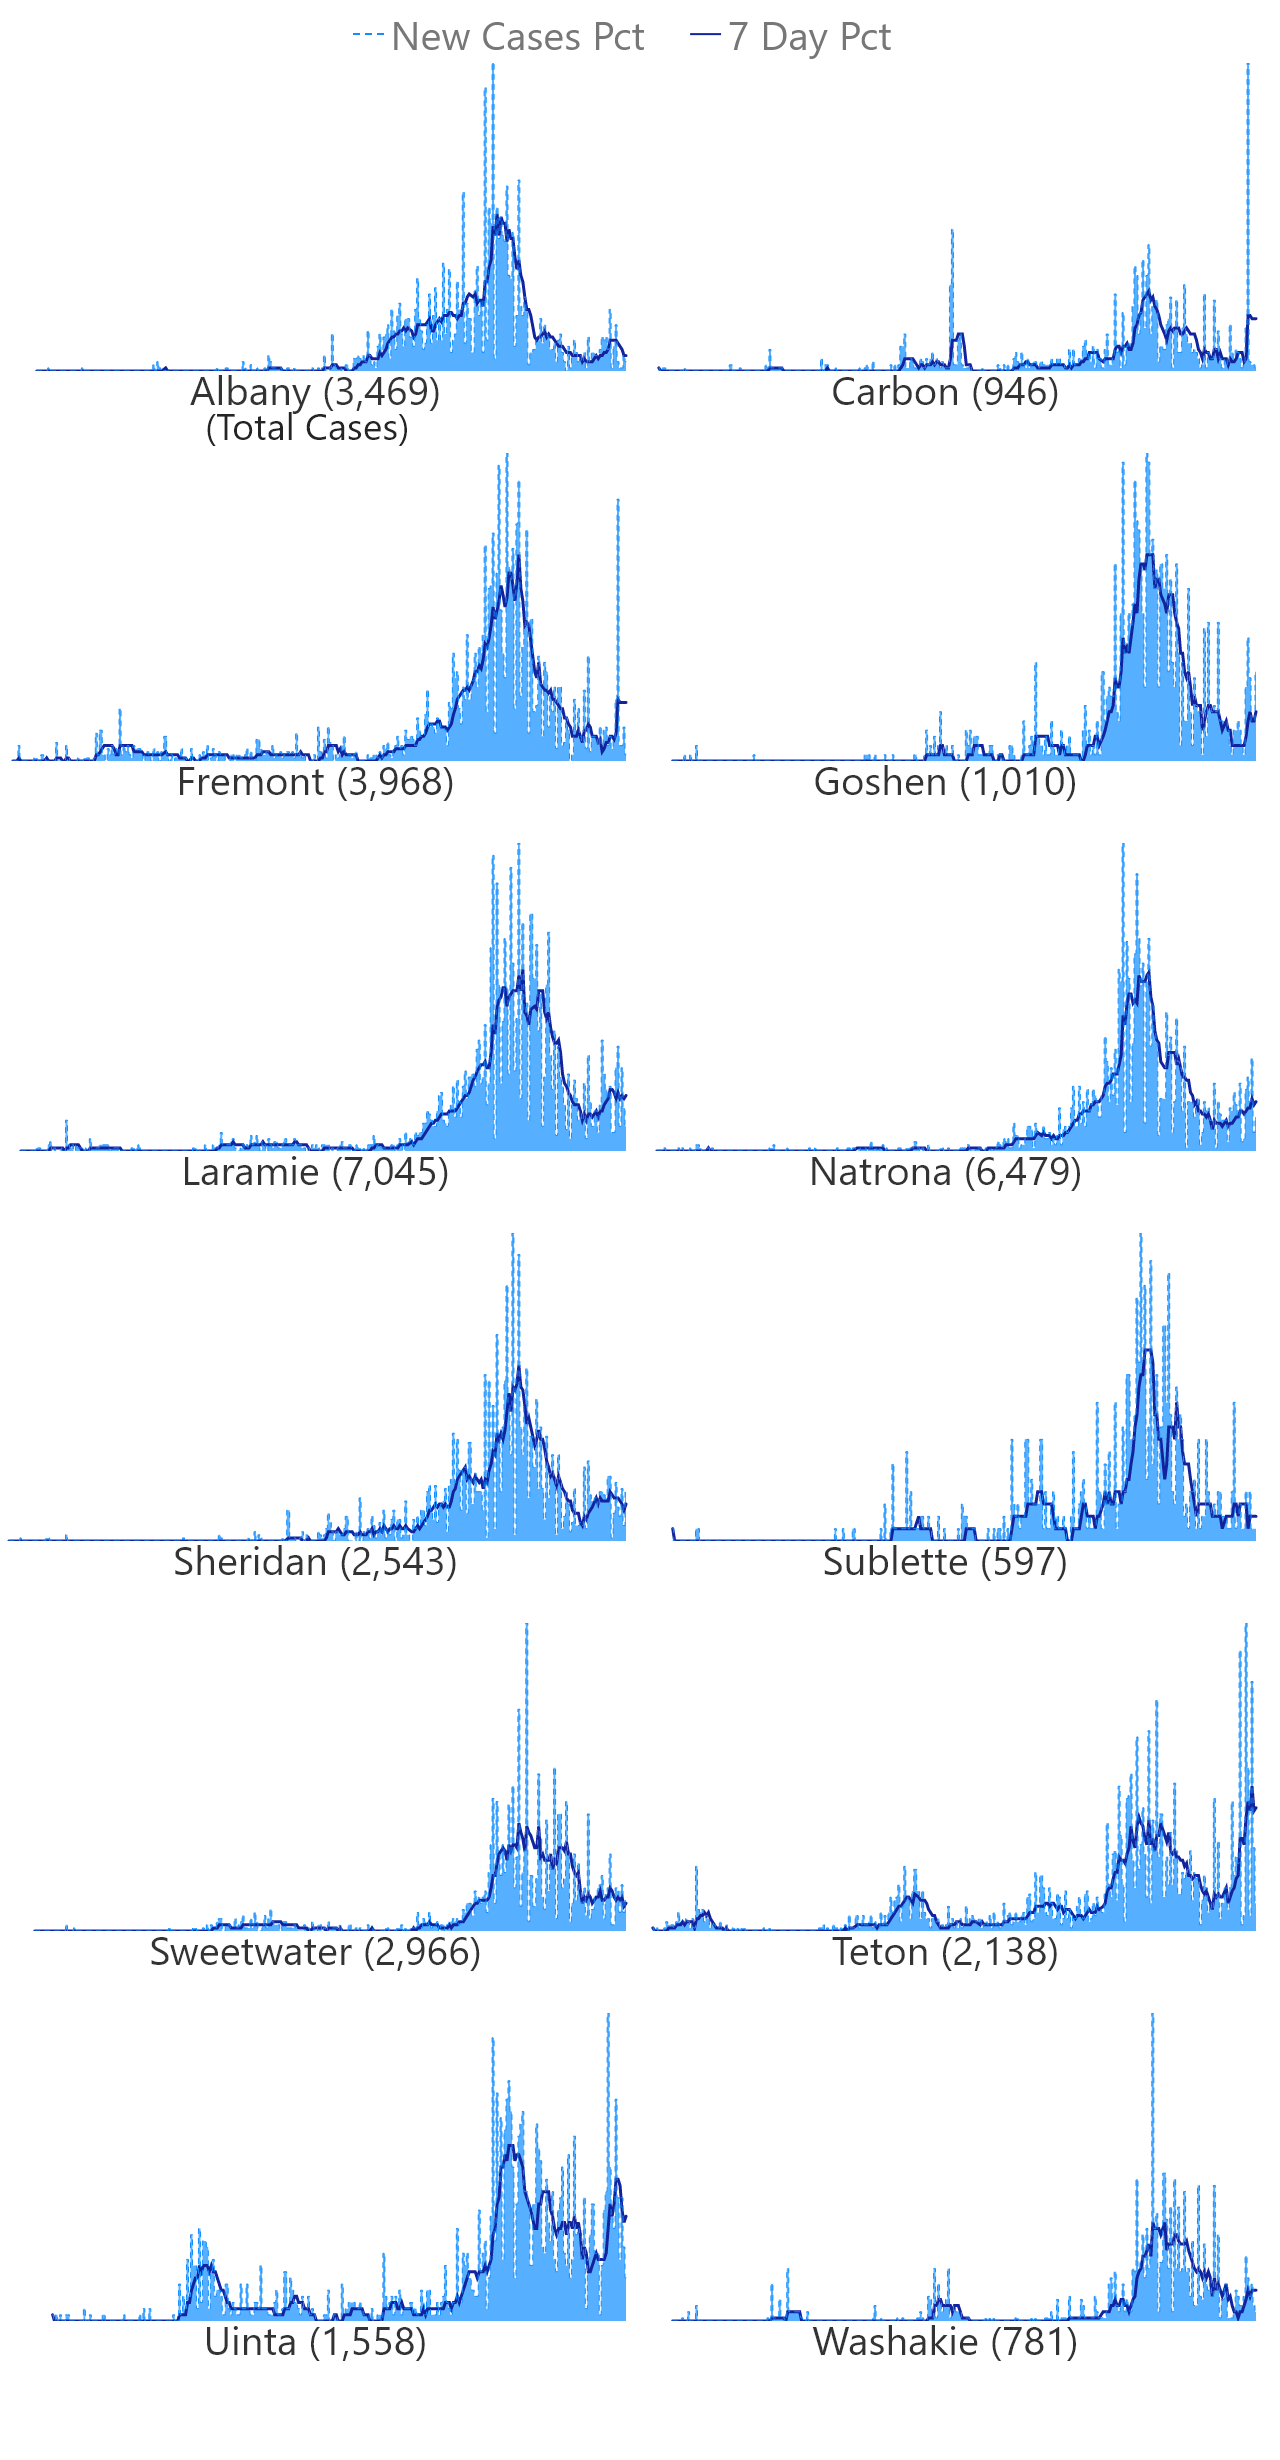 New Cases Pct 7 Day Pct
Albany (3,469) Carbon (946)
(Total Cases)
Fremont (3,968) Goshen (1,010)
Laramie (7,045) Natrona (6,479)
Sheridan (2,543) Sublette (597)
Sweetwater (2,966) Teton (2,138)
Uinta (1,558) Washakie (781)